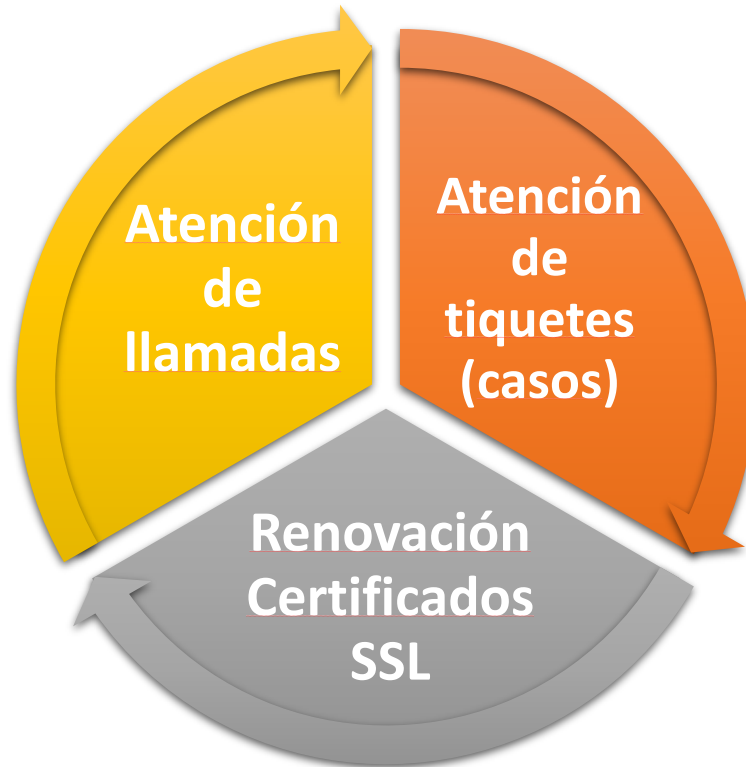 Atención
de
llamadas
Atención
de
tiquetes
(casos)
Renovación
Certificados
SSL